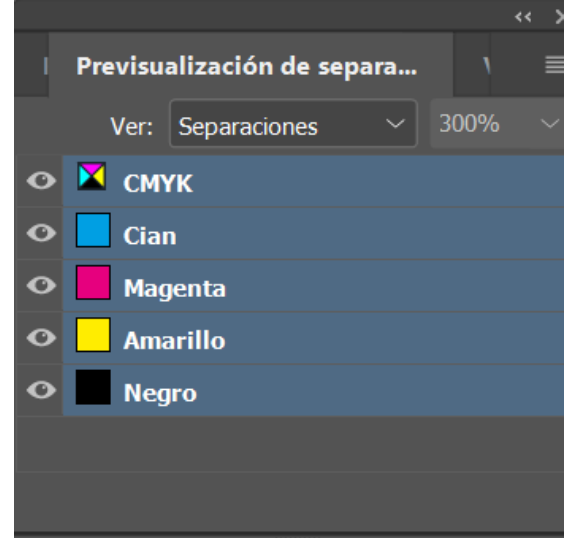 Previsualización de separa...
Ver: Separaciones 300%
CMYK
Cian
Magenta
Amarillo
Negro